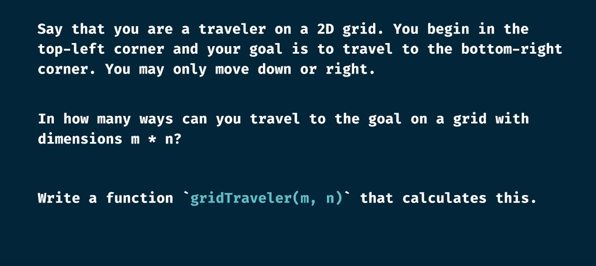 Say that you are a traveler on a 2D grid. You begin in the
top-left corner and your goal is to travel to the bottom-right
corner. You may only move down or right.
In how many ways can you travel to the goal on a grid with
dimensions m * n?
Write a function `gridTraveler(m, n)` that calculates this.